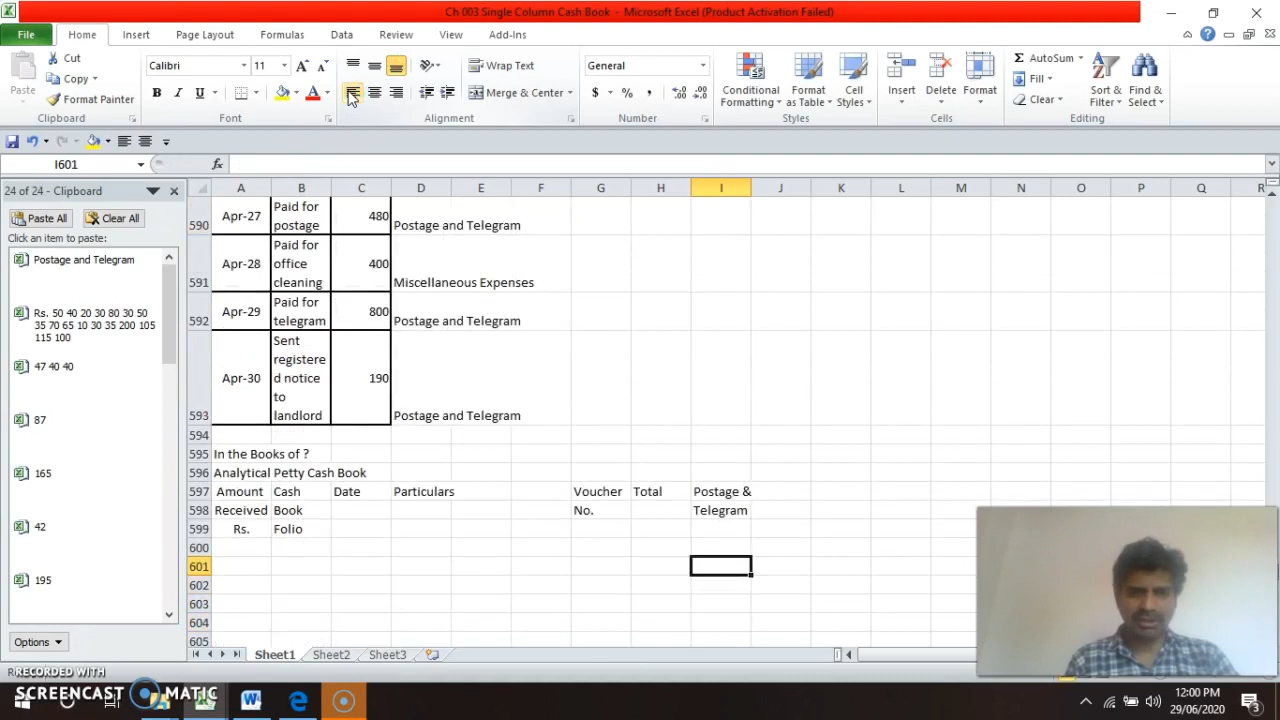 Ch 003 Single Column Cash Book - Microsoft Excel (Product Activation Failed)
File Home Insert Page Layout Formulas Data Review View Add-Ins
Paste Cut Copy Format Painter Clipboard
Calibri 11 B I U A Font
Wrap Text Merge & Center Alignment
General $ % , Number
Conditional Formatting Format as Table Cell Styles Styles
Insert Delete Format Cells
AutoSum Fill Clear Sort & Filter Find & Select Editing
I601 fx
24 of 24 - Clipboard
Paste All Clear All
Click an item to paste:
Postage and Telegram
Rs. 50 40 20 30 80 30 50
35 70 65 10 30 35 200 105
115 100
47 40 40
87
165
42
195
Options
A B C D E F G H I J K L M N O P Q R
590 Apr-27 Paid for postage 480 Postage and Telegram
591 Apr-28 Paid for office cleaning 400 Miscellaneous Expenses
592 Apr-29 Paid for telegram 800 Postage and Telegram
593 Apr-30 Sent registere d notice to landlord 190 Postage and Telegram
594
595 In the Books of ?
596 Analytical Petty Cash Book
597 Amount Cash Date Particulars Voucher Total Postage &
598 Received Book No. Telegram
599 Rs. Folio
600
601
602
603
604
605
Sheet1 Sheet2 Sheet3
RECORDED WITH
SCREENCAST MATIC
12:00 PM
29/06/2020
3